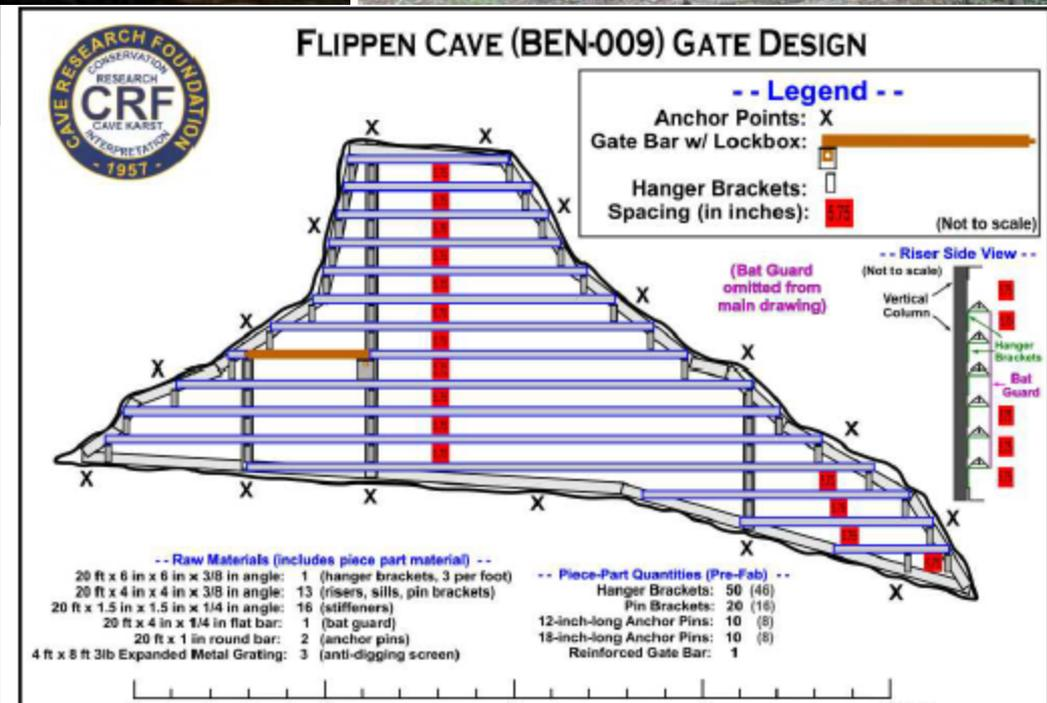 FLIPPEN CAVE (BEN-009) GATE DESIGN
CAVE RESEARCH FOUNDATION
CONSERVATION
RESEARCH
CRF
CAVE KARST
INTERPRETATION
- 1957 -
- - Legend - -
Anchor Points: X
Gate Bar w/ Lockbox:
Hanger Brackets:
Spacing (in inches): 5.75
(Not to scale)
X X
X X
X X
X X
X X
X X X X
X X X
(Bat Guard
omitted from
main drawing)
- - Riser Side View - -
(Not to scale)
Vertical
Column
Hanger
Brackets
Bat
Guard
- - Raw Materials (includes piece part material) - -
20 ft x 6 in x 6 in x 3/8 in angle: 1 (hanger brackets, 3 per foot)
20 ft x 4 in x 4 in x 3/8 in angle: 13 (risers, sills, pin brackets)
20 ft x 1.5 in x 1.5 in x 1/4 in angle: 16 (stiffeners)
20 ft x 4 in x 1/4 in flat bar: 1 (bat guard)
20 ft x 1 in round bar: 2 (anchor pins)
4 ft x 8 ft 3lb Expanded Metal Grating: 3 (anti-digging screen)
- - Piece-Part Quantities (Pre-Fab) - -
Hanger Brackets: 50 (46)
Pin Brackets: 20 (16)
12-inch-long Anchor Pins: 10 (8)
18-inch-long Anchor Pins: 10 (8)
Reinforced Gate Bar: 1